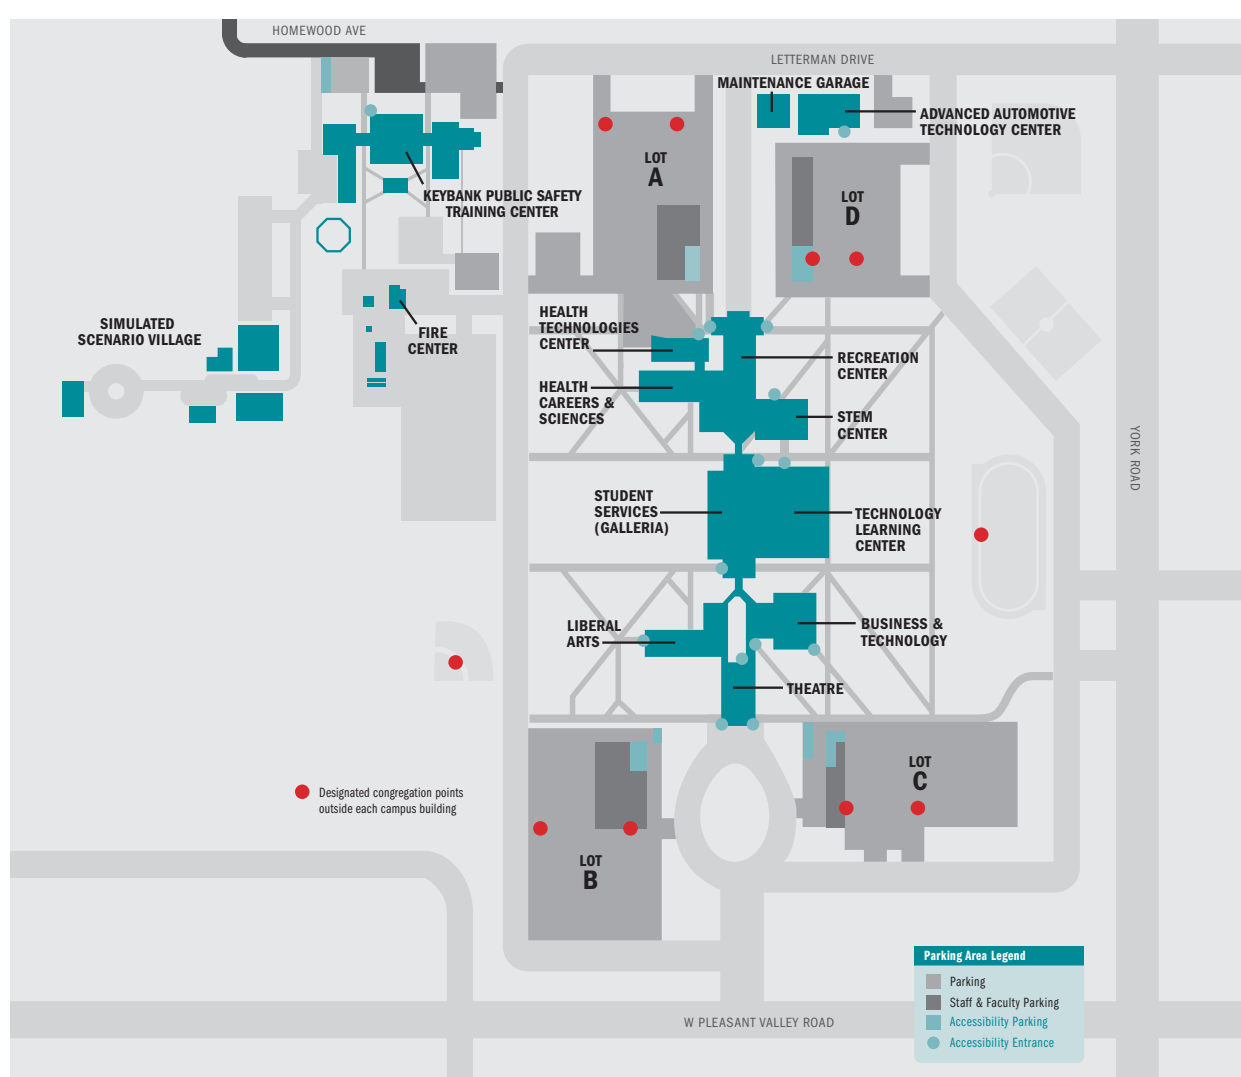 HOMEWOOD AVE
LETTERMAN DRIVE
MAINTENANCE GARAGE
ADVANCED AUTOMOTIVE
TECHNOLOGY CENTER
LOT
A
LOT
D
KEYBANK PUBLIC SAFETY
TRAINING CENTER
SIMULATED
SCENARIO VILLAGE
FIRE
CENTER
HEALTH
TECHNOLOGIES
CENTER
RECREATION
CENTER
HEALTH
CAREERS &
SCIENCES
STEM
CENTER
YORK ROAD
STUDENT
SERVICES
(GALLERIA)
TECHNOLOGY
LEARNING
CENTER
LIBERAL
ARTS
BUSINESS &
TECHNOLOGY
THEATRE
LOT
C
Designated congregation points
outside each campus building
LOT
B
Parking Area Legend
Parking
Staff & Faculty Parking
Accessibility Parking
Accessibility Entrance
W PLEASANT VALLEY ROAD